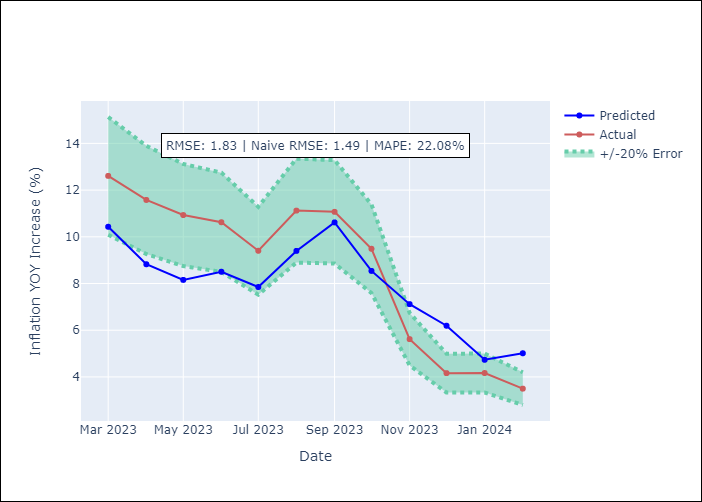 RMSE: 1.83 | Naive RMSE: 1.49 | MAPE: 22.08%
Predicted
Actual
+/-20% Error
Inflation YOY Increase (%)
14
12
10
8
6
4
Mar 2023
May 2023
Jul 2023
Sep 2023
Nov 2023
Jan 2024
Date